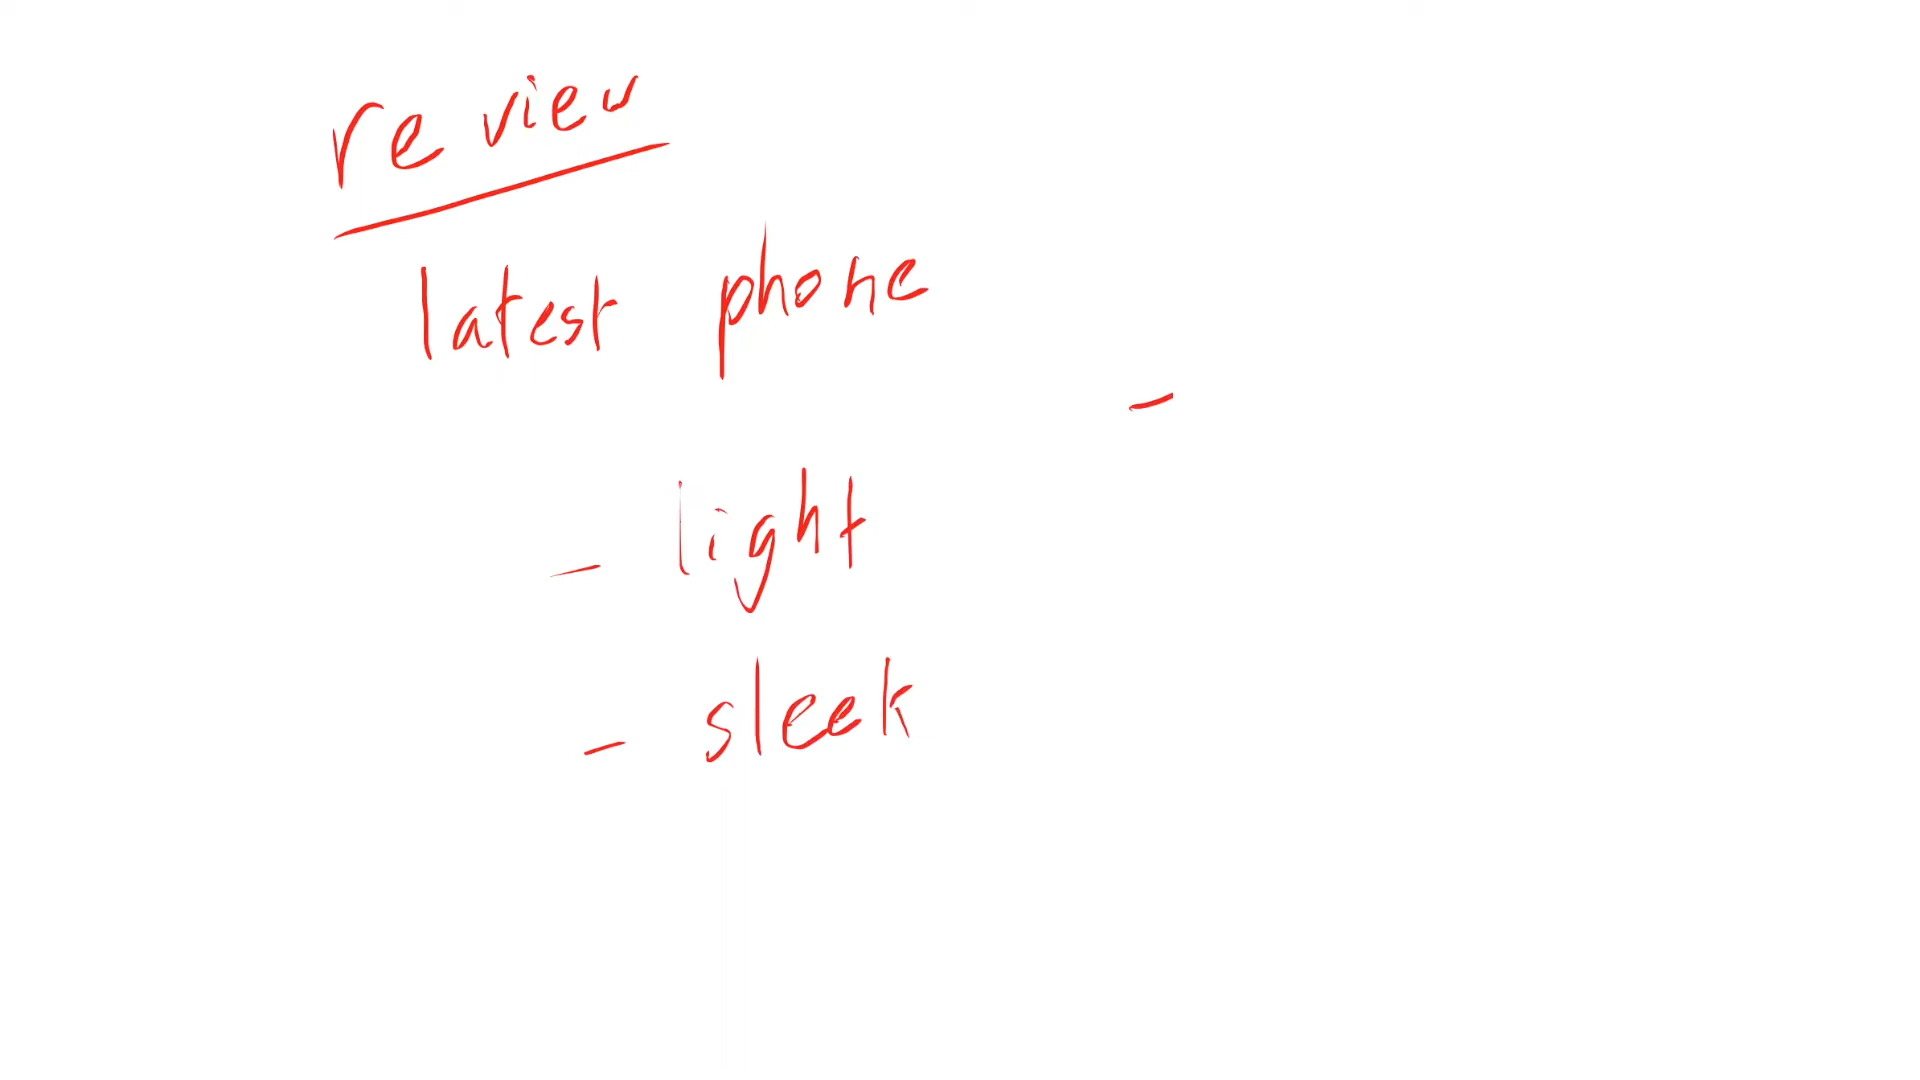 review
latest phone
-
- light
- sleek